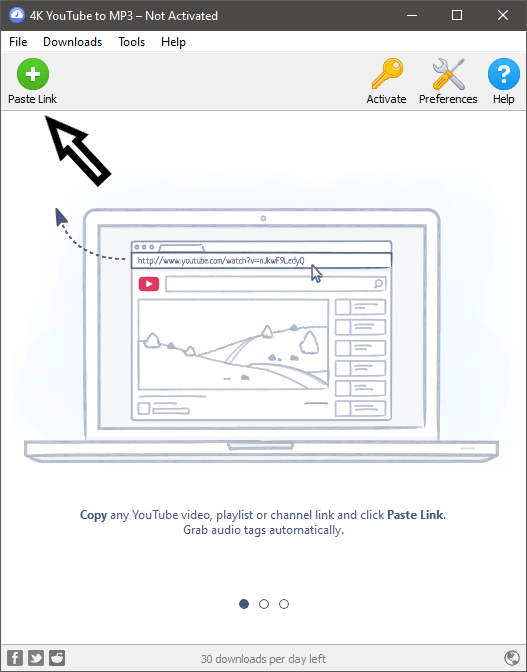 4K YouTube to MP3 – Not Activated
File Downloads Tools Help
Paste Link Activate Preferences Help
http://www.youtube.com/watch?v=nJkwF9LedyQ
Copy any YouTube video, playlist or channel link and click Paste Link.
Grab audio tags automatically.
30 downloads per day left